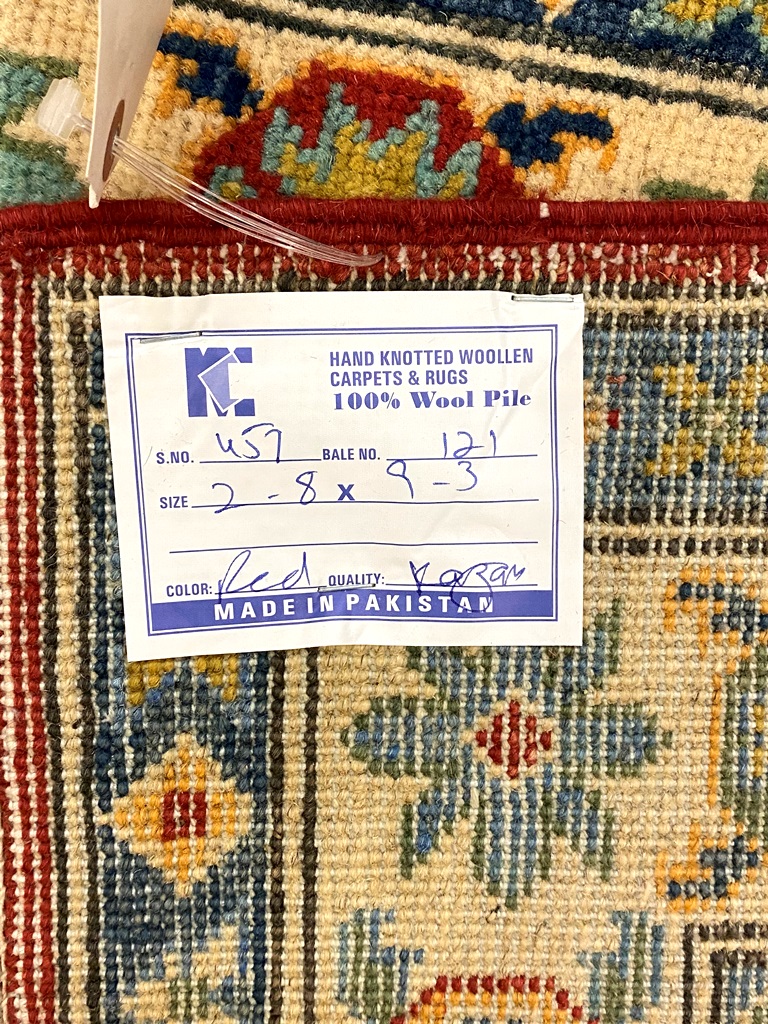 KC HAND KNOTTED WOOLLEN
CARPETS & RUGS
100% Wool Pile
S.NO. 457 BALE NO. 121
SIZE 2-8 x 9-3
COLOR: Red QUALITY:
MADE IN PAKISTAN